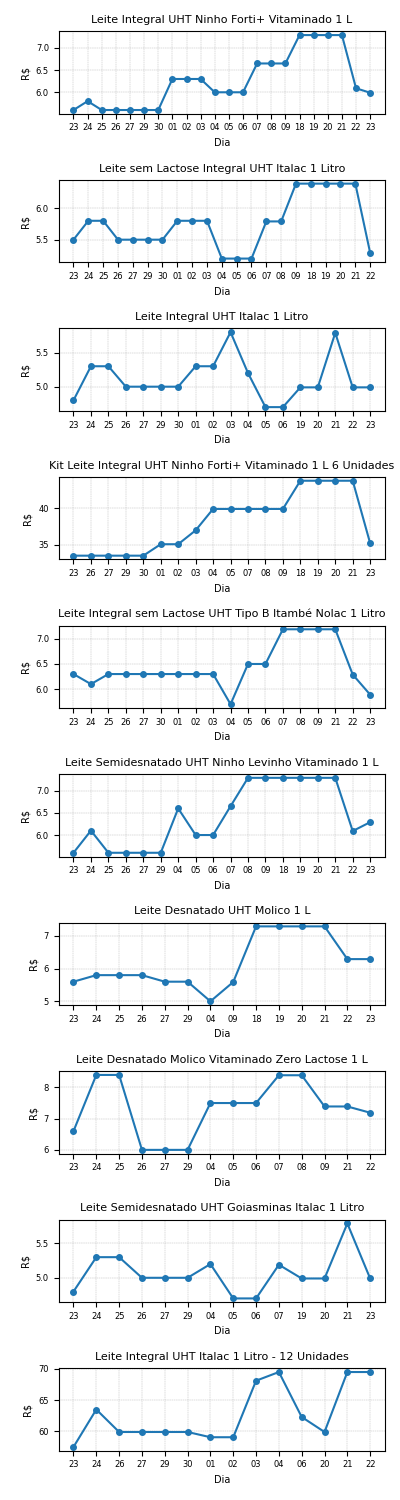 Leite Integral UHT Ninho Forti+ Vitaminado 1 L
7.0
6.5
6.0
R$
23 24 25 26 27 29 30 01 02 03 04 05 06 07 08 09 18 19 20 21 22 23
Dia
Leite sem Lactose Integral UHT Italac 1 Litro
6.0
5.5
R$
23 24 25 26 27 29 30 01 02 03 04 05 06 07 08 09 18 19 20 21 22
Dia
Leite Integral UHT Italac 1 Litro
5.5
5.0
R$
23 24 25 26 27 29 30 01 02 03 04 05 06 18 19 20 21 22 23
Dia
Kit Leite Integral UHT Ninho Forti+ Vitaminado 1 L 6 Unidades
40
35
R$
23 26 27 29 30 01 02 03 04 05 07 08 09 18 19 20 21 23
Dia
Leite Integral sem Lactose UHT Tipo B Itambé Nolac 1 Litro
7.0
6.5
6.0
R$
23 24 25 26 27 29 30 01 02 03 04 05 06 07 08 09 21 22 23
Dia
Leite Semidesnatado UHT Ninho Levinho Vitaminado 1 L
7.0
6.5
6.0
R$
23 24 25 26 27 29 04 05 06 07 08 09 18 19 20 21 22 23
Dia
Leite Desnatado UHT Molico 1 L
7
6
5
R$
23 24 25 26 27 29 04 09 18 19 20 21 22 23
Dia
Leite Desnatado Molico Vitaminado Zero Lactose 1 L
8
7
6
R$
23 24 25 26 27 29 04 05 06 07 08 09 21 22
Dia
Leite Semidesnatado UHT Goiasminas Italac 1 Litro
5.5
5.0
R$
23 24 25 26 27 29 04 05 06 07 19 20 21 22
Dia
Leite Integral UHT Italac 1 Litro - 12 Unidades
70
65
60
R$
23 24 26 27 29 30 01 02 03 04 06 20 21 22
Dia